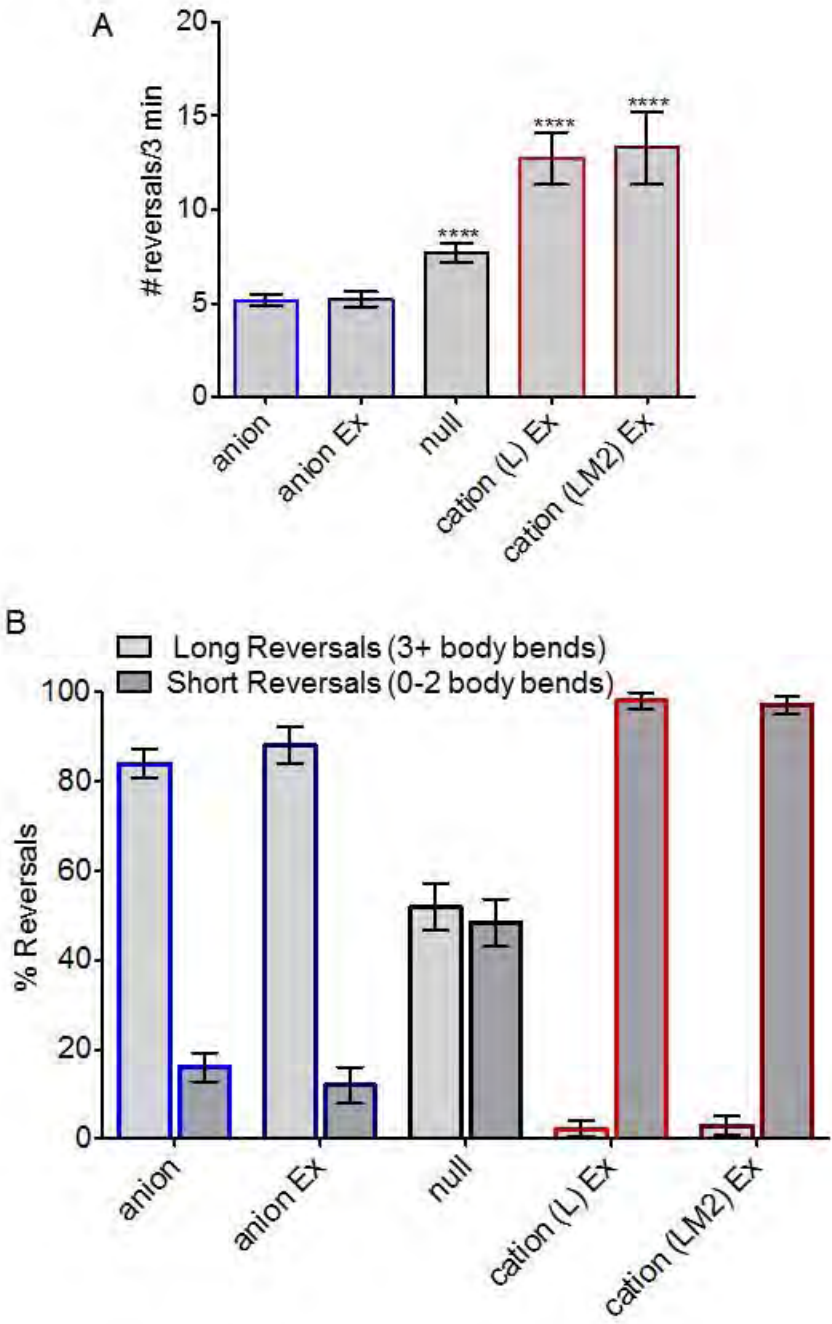 A
# reversals/3 min
20
15
10
5
0
****
****
****
anion
anion Ex
null
cation (L) Ex
cation (LM2) Ex
B
Long Reversals (3+ body bends)
Short Reversals (0-2 body bends)
% Reversals
100
80
60
40
20
0
anion
anion Ex
null
cation (L) Ex
cation (LM2) Ex